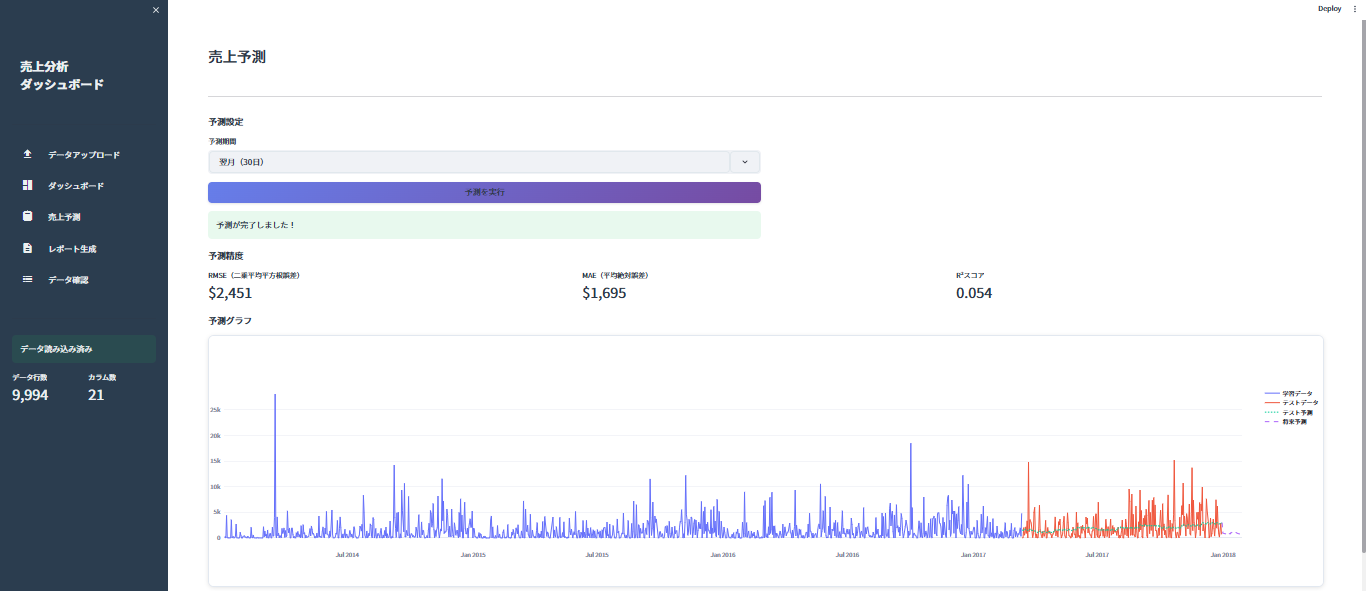 ×
Deploy
売上分析
ダッシュボード
データアップロード
ダッシュボード
売上予測
レポート生成
データ確認
データ読み込み済み
データ行数
カラム数
9,994
21
売上予測
予測設定
予測期間
翌月（30日）
予測を実行
予測が完了しました！
予測精度
RMSE（二乗平均平方根誤差）
MAE（平均絶対誤差）
R²スコア
$2,451
$1,695
0.054
予測グラフ
学習データ
テストデータ
テスト予測
将来予測
25k
20k
15k
10k
5k
0
Jul 2014
Jan 2015
Jul 2015
Jan 2016
Jul 2016
Jan 2017
Jul 2017
Jan 2018